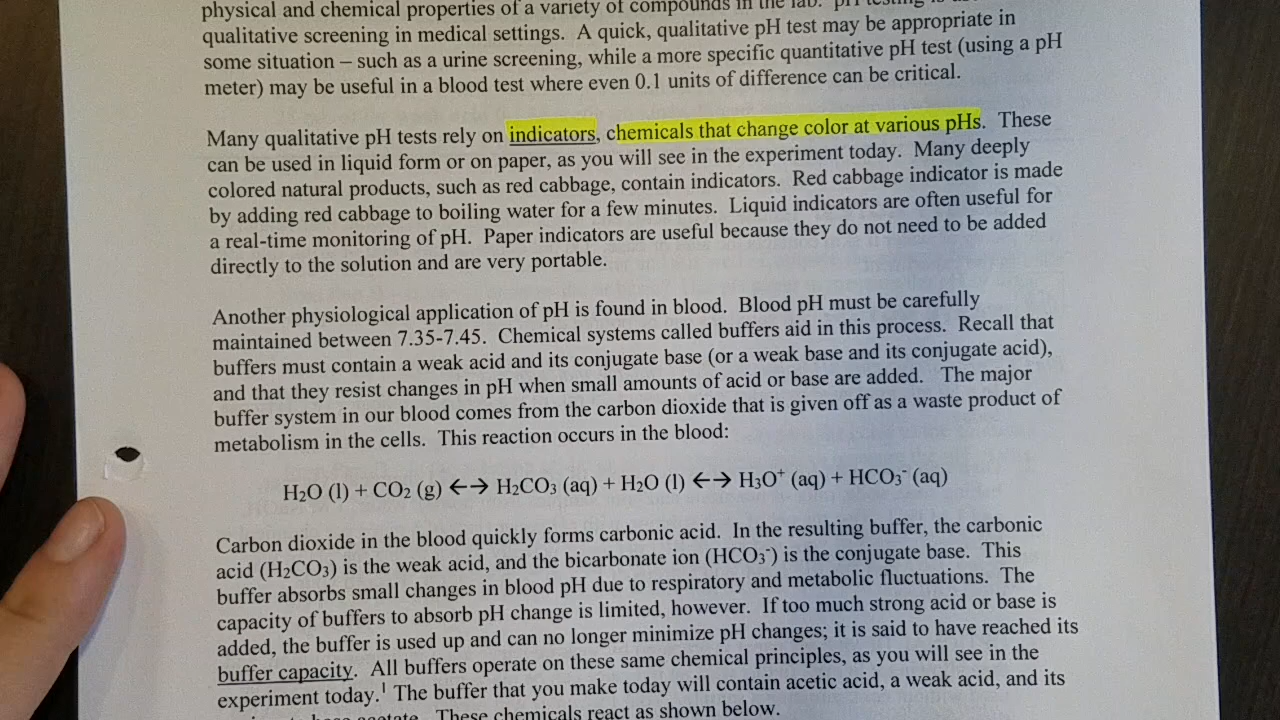 physical and chemical properties of a variety of compounds in the lab. pH testing is
qualitative screening in medical settings. A quick, qualitative pH test may be appropriate in
some situation – such as a urine screening, while a more specific quantitative pH test (using a pH
meter) may be useful in a blood test where even 0.1 units of difference can be critical.
Many qualitative pH tests rely on indicators, chemicals that change color at various pHs. These
can be used in liquid form or on paper, as you will see in the experiment today. Many deeply
colored natural products, such as red cabbage, contain indicators. Red cabbage indicator is made
by adding red cabbage to boiling water for a few minutes. Liquid indicators are often useful for
a real-time monitoring of pH. Paper indicators are useful because they do not need to be added
directly to the solution and are very portable.
Another physiological application of pH is found in blood. Blood pH must be carefully
maintained between 7.35-7.45. Chemical systems called buffers aid in this process. Recall that
buffers must contain a weak acid and its conjugate base (or a weak base and its conjugate acid),
and that they resist changes in pH when small amounts of acid or base are added. The major
buffer system in our blood comes from the carbon dioxide that is given off as a waste product of
metabolism in the cells. This reaction occurs in the blood:
H₂O (l) + CO₂ (g) ←→ H₂CO₃ (aq) + H₂O (l) ←→ H₃O⁺ (aq) + HCO₃⁻ (aq)
Carbon dioxide in the blood quickly forms carbonic acid. In the resulting buffer, the carbonic
acid (H₂CO₃) is the weak acid, and the bicarbonate ion (HCO₃⁻) is the conjugate base. This
buffer absorbs small changes in blood pH due to respiratory and metabolic fluctuations. The
capacity of buffers to absorb pH change is limited, however. If too much strong acid or base is
added, the buffer is used up and can no longer minimize pH changes; it is said to have reached its
buffer capacity. All buffers operate on these same chemical principles, as you will see in the
experiment today.¹ The buffer that you make today will contain acetic acid, a weak acid, and its
acetate. These chemicals react as shown below.